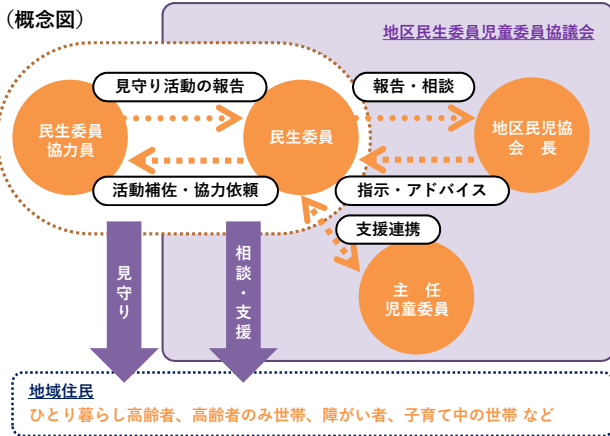 （概念図）
地区民生委員児童委員協議会
見守り活動の報告
報告・相談
民生委員
協力員
民生委員
地区民児協
会　長
活動補佐・協力依頼
指示・アドバイス
支援連携
見守り
相談・支援
主　任
児童委員
地域住民
ひとり暮らし高齢者、高齢者のみ世帯、障がい者、子育て中の世帯 など